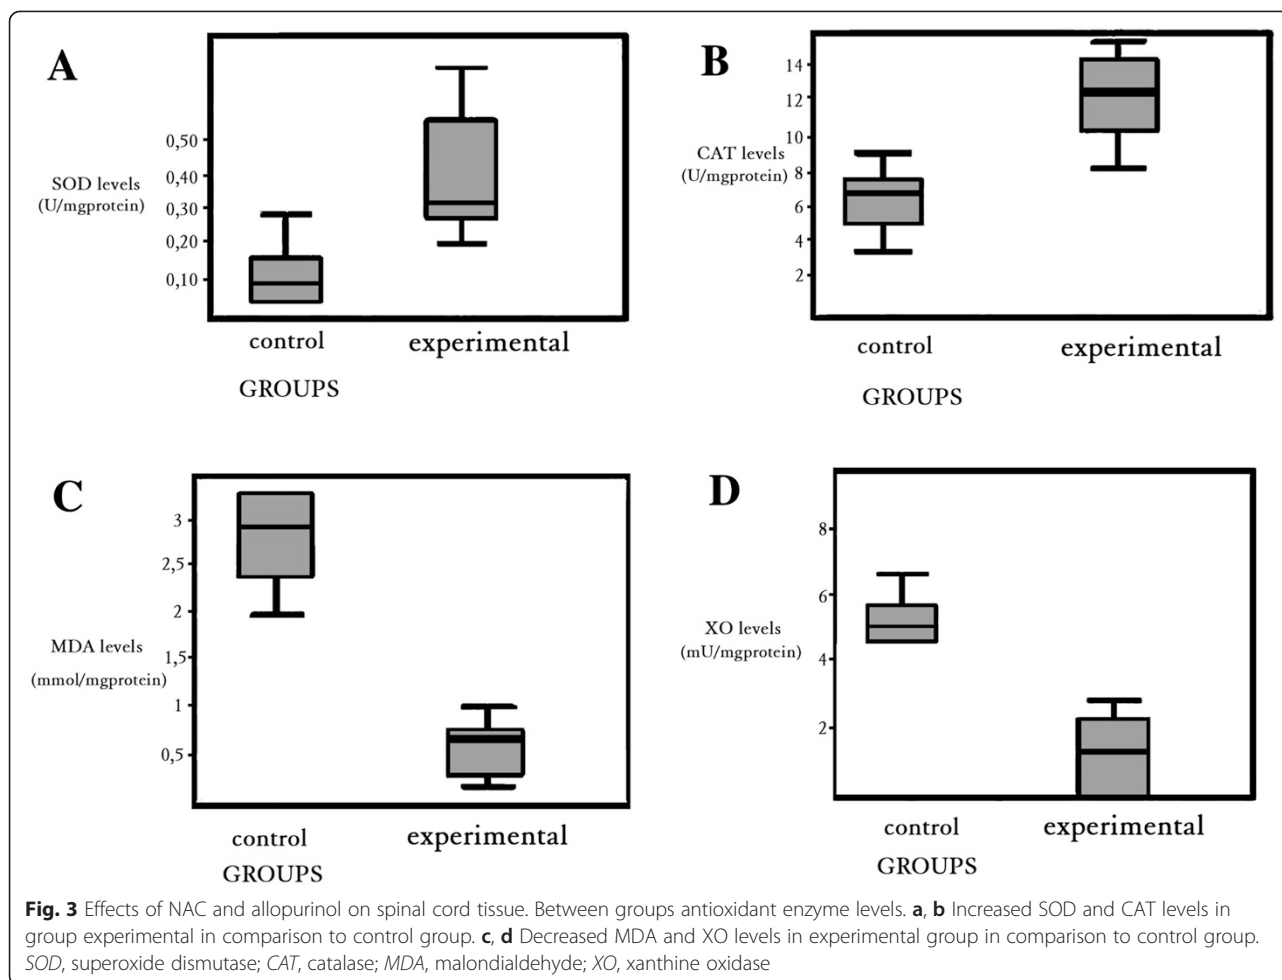 A
0,50
0,40
SOD levels
(U/mgprotein)
0,30
0,20
0,10
control experimental
GROUPS
B
14
12
10
CAT levels
(U/mgprotein)
8
6
4
2
control experimental
GROUPS
C
3
2,5
2
MDA levels
1,5
(mmol/mgprotein)
1
0,5
control experimental
GROUPS
D
8
6
XO levels
(mU/mgprotein)
4
2
control experimental
GROUPS
Fig. 3 Effects of NAC and allopurinol on spinal cord tissue. Between groups antioxidant enzyme levels. a, b Increased SOD and CAT levels in
group experimental in comparison to control group. c, d Decreased MDA and XO levels in experimental group in comparison to control group.
SOD, superoxide dismutase; CAT, catalase; MDA, malondialdehyde; XO, xanthine oxidase